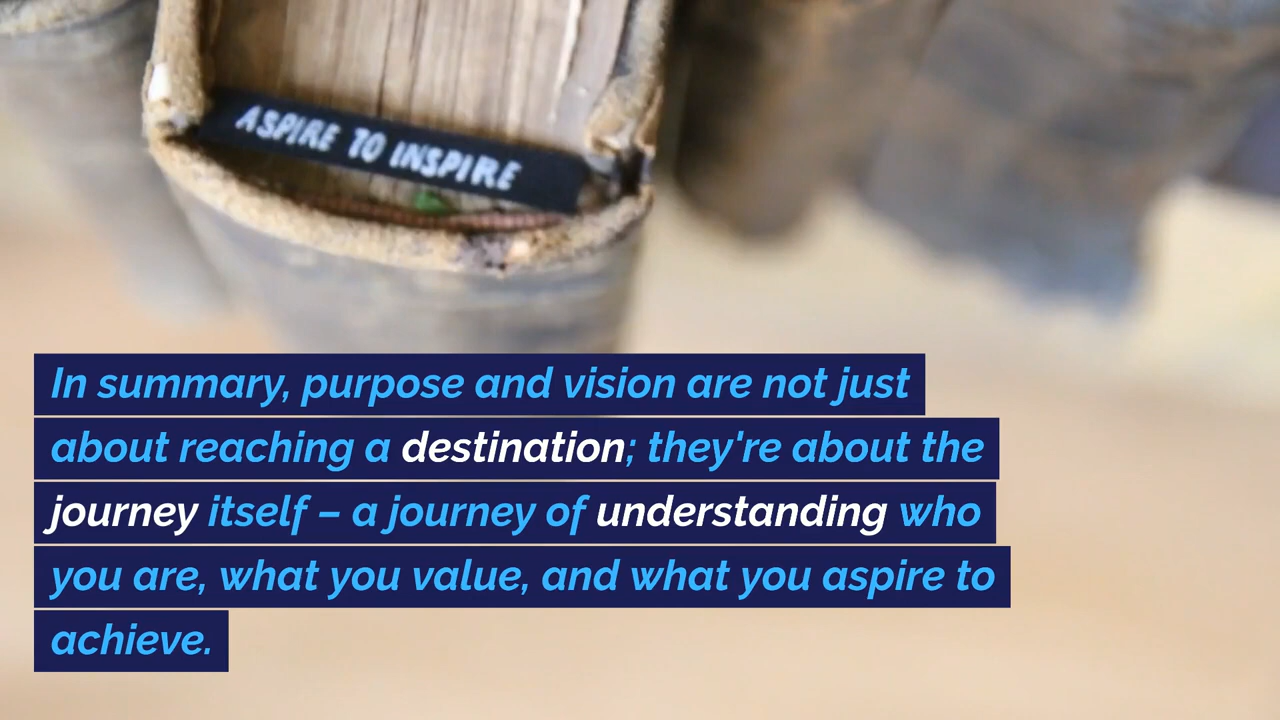 ASPIRE TO INSPIRE
In summary, purpose and vision are not just
about reaching a destination; they're about the
journey itself – a journey of understanding who
you are, what you value, and what you aspire to
achieve.